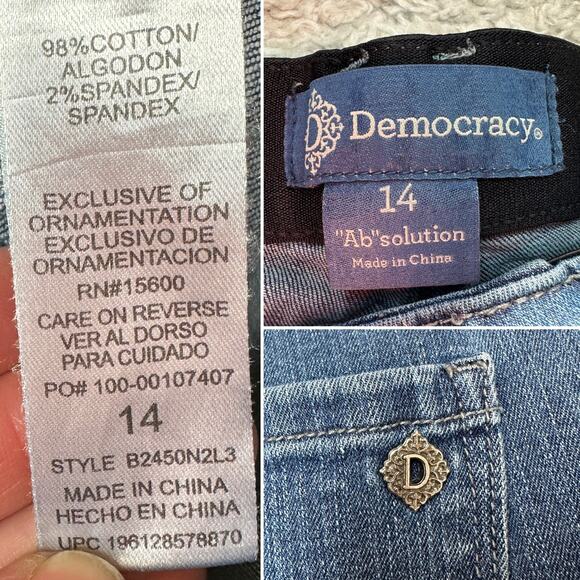 98%COTTON/
ALGODON
2%SPANDEX/
SPANDEX
EXCLUSIVE OF
ORNAMENTATION
EXCLUSIVO DE
ORNAMENTACION
RN#15600
CARE ON REVERSE
VER AL DORSO
PARA CUIDADO
PO# 100-00107407
14
STYLE B2450N2L3
MADE IN CHINA
HECHO EN CHINA
UPC 196128578870
D Democracy®
14
"Ab"solution
Made in China
D